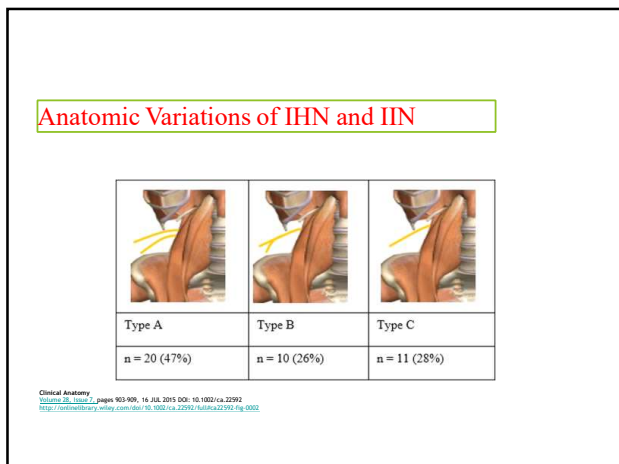 Anatomic Variations of IHN and IIN
Type A
Type B
Type C
n = 20 (47%)
n = 10 (26%)
n = 11 (28%)
Clinical Anatomy
Volume 28, Issue 7, pages 903-909, 16 JUL 2015 DOI: 10.1002/ca.22592
http://onlinelibrary.wiley.com/doi/10.1002/ca.22592/full#ca22592-fig-0002